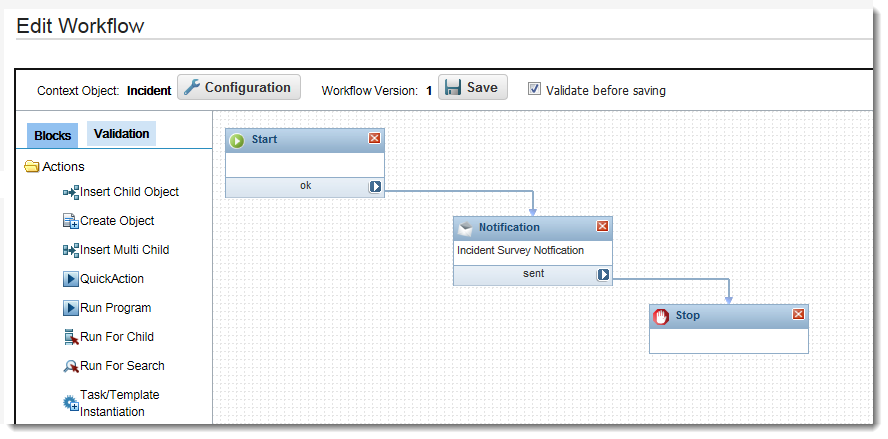 Edit Workflow
Context Object: Incident Configuration Workflow Version: 1 Save Validate before saving
Blocks Validation
Actions
Insert Child Object
Create Object
Insert Multi Child
QuickAction
Run Program
Run For Child
Run For Search
Task/Template
Instantiation
Start
ok
Notification
Incident Survey Notfication
sent
Stop